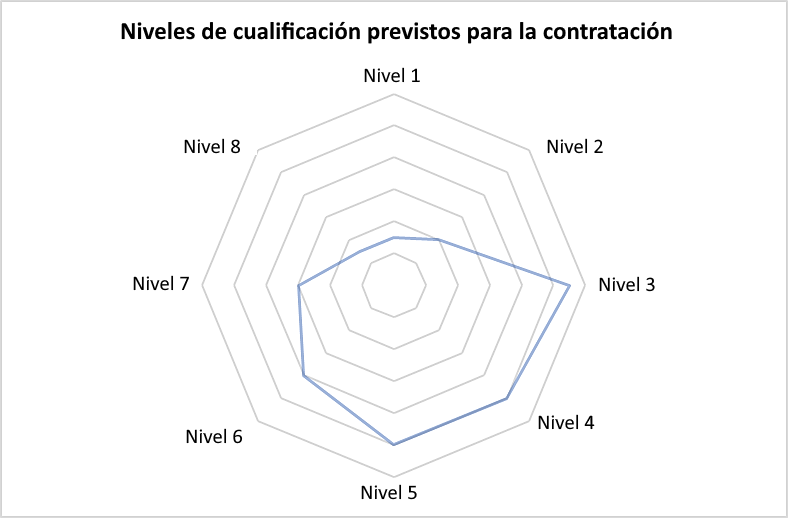 Niveles de cualificación previstos para la contratación
Nivel 1
Nivel 2
Nivel 3
Nivel 4
Nivel 5
Nivel 6
Nivel 7
Nivel 8